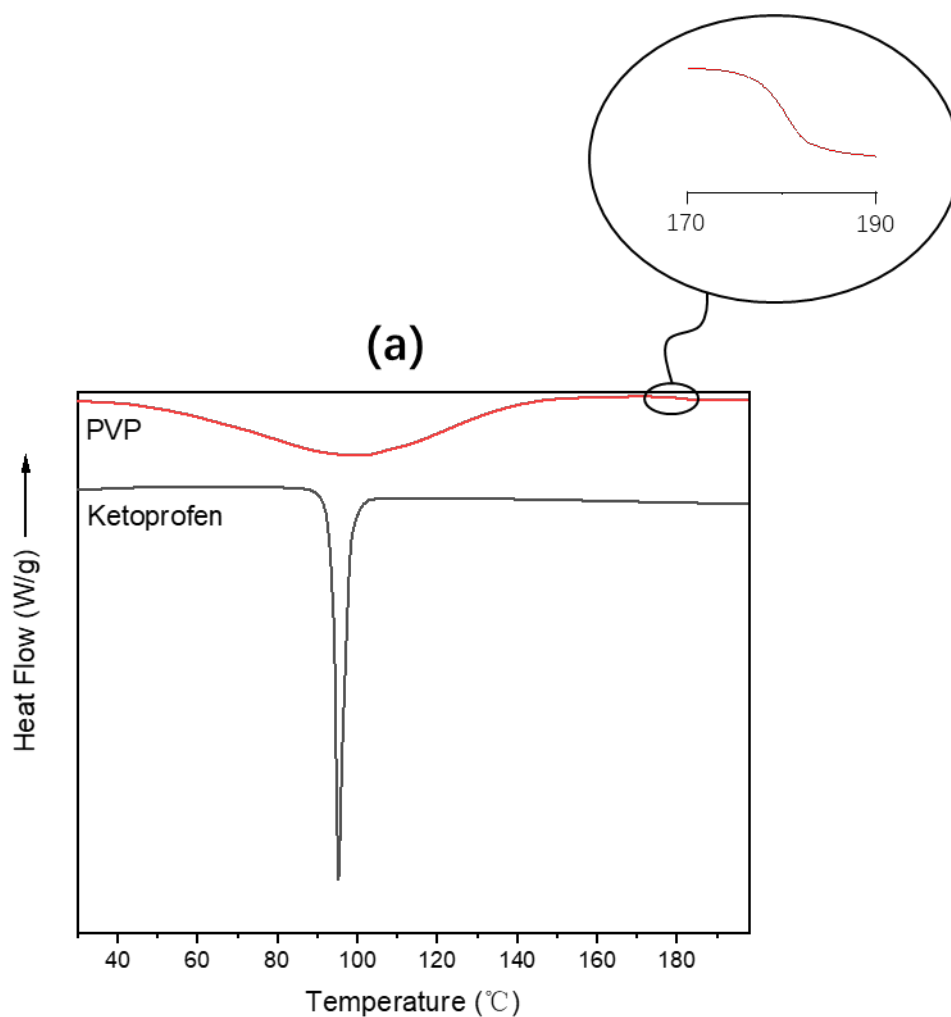 170 190
(a)
PVP
Ketoprofen
Heat Flow (W/g)
40 60 80 100 120 140 160 180
Temperature (℃)